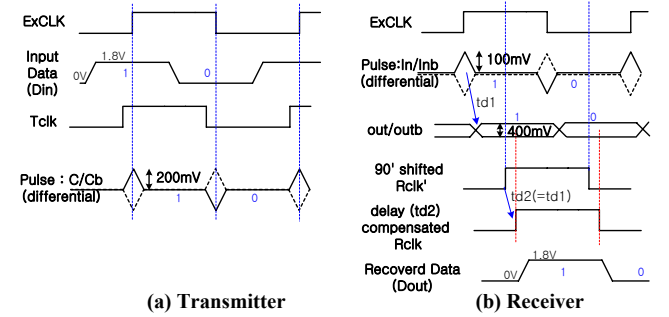 ExCLK
Input
Data
(Din)
1.8V
0V
1
0
Tclk
Pulse : C/Cb
(differential)
200mV
1
0
(a) Transmitter
ExCLK
Pulse:In/Inb
(differential)
100mV
1
0
td1
out/outb
1
0
400mV
90' shifted
Rclk'
td2(=td1)
delay (td2)
compensated
Rclk
Recoverd Data
(Dout)
1.8V
0V
1
0
(b) Receiver